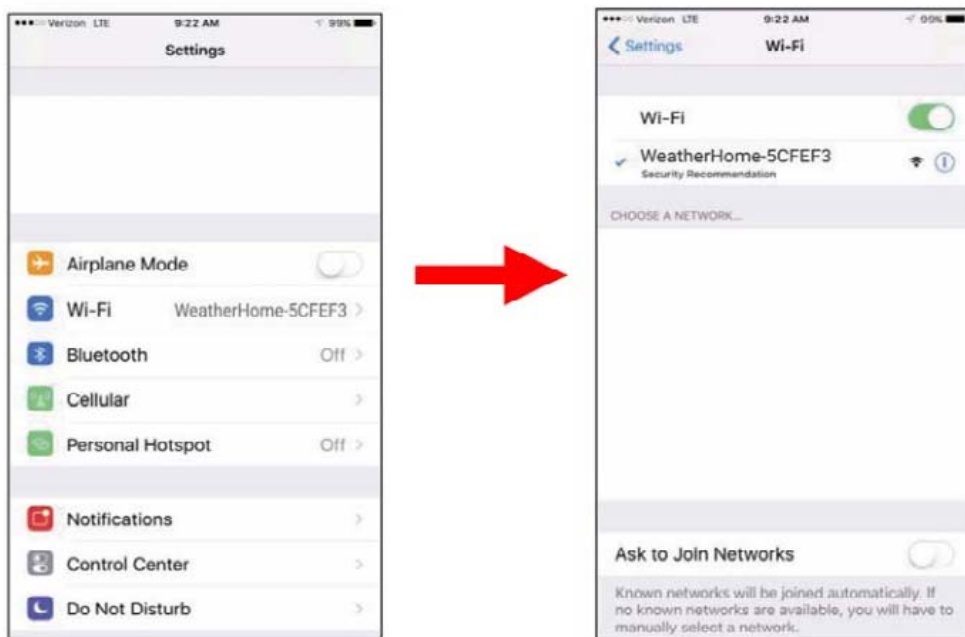 Verizon LTE 9:22 AM 99%
Settings
Airplane Mode
Wi-Fi WeatherHome-5CFEF3
Bluetooth Off
Cellular
Personal Hotspot Off
Notifications
Control Center
Do Not Disturb
Verizon LTE 9:22 AM 99%
Settings Wi-Fi
Wi-Fi
WeatherHome-5CFEF3
Security Recommendation
CHOOSE A NETWORK...
Ask to Join Networks
Known networks will be joined automatically. If
no known networks are available, you will have to
manually select a network.